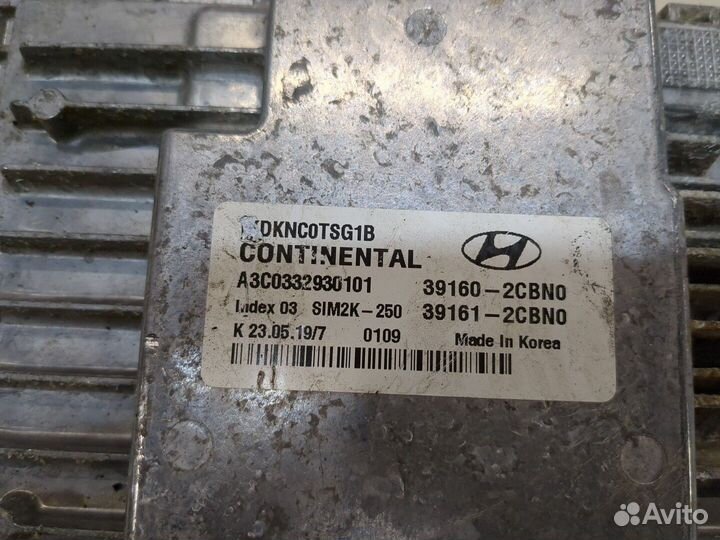 DKNC0TSG1B
CONTINENTAL
A3C0332930101 39160-2CBN0
Index 03 SIM2K-250 39161-2CBN0
K 23.05.19/7 0109 Made In Korea
Avito